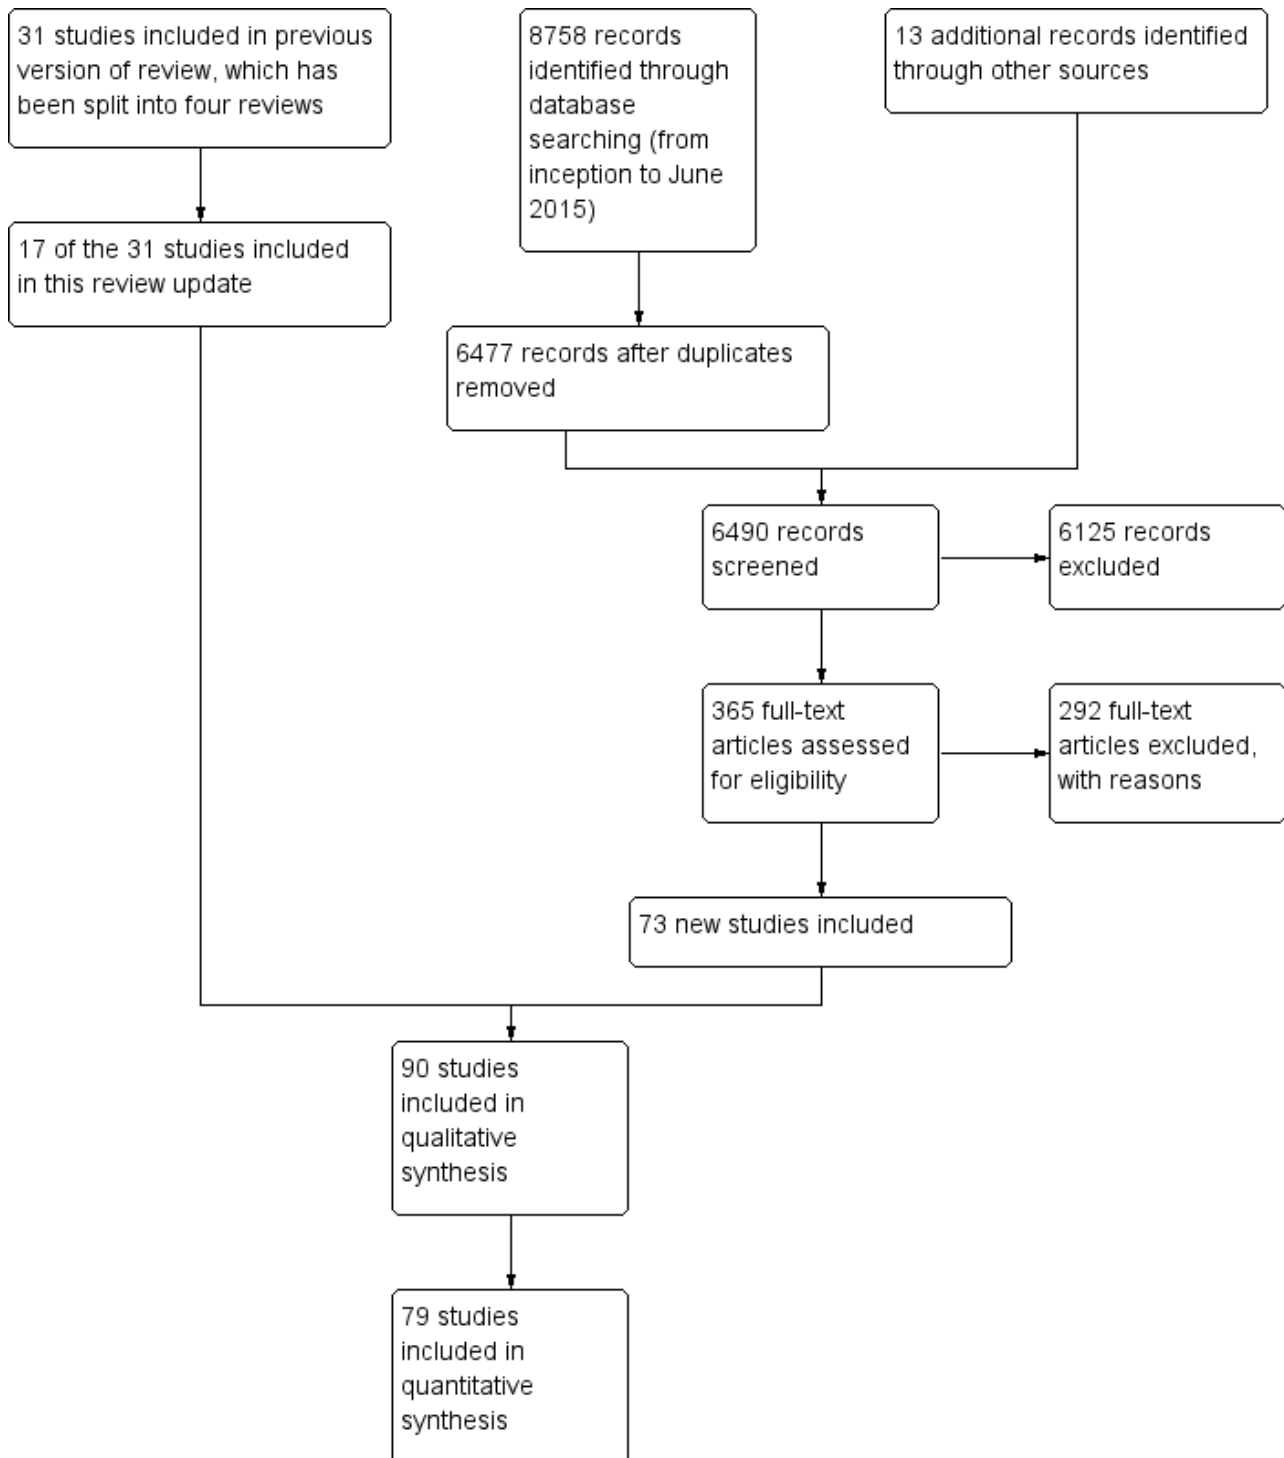 31 studies included in previous
version of review, which has
been split into four reviews
8758 records
identified through
database
searching (from
inception to June
2015)
13 additional records identified
through other sources
17 of the 31 studies included
in this review update
6477 records after duplicates
removed
6490 records
screened
6125 records
excluded
365 full-text
articles assessed
for eligibility
292 full-text
articles excluded,
with reasons
73 new studies included
90 studies
included in
qualitative
synthesis
79 studies
included in
quantitative
synthesis